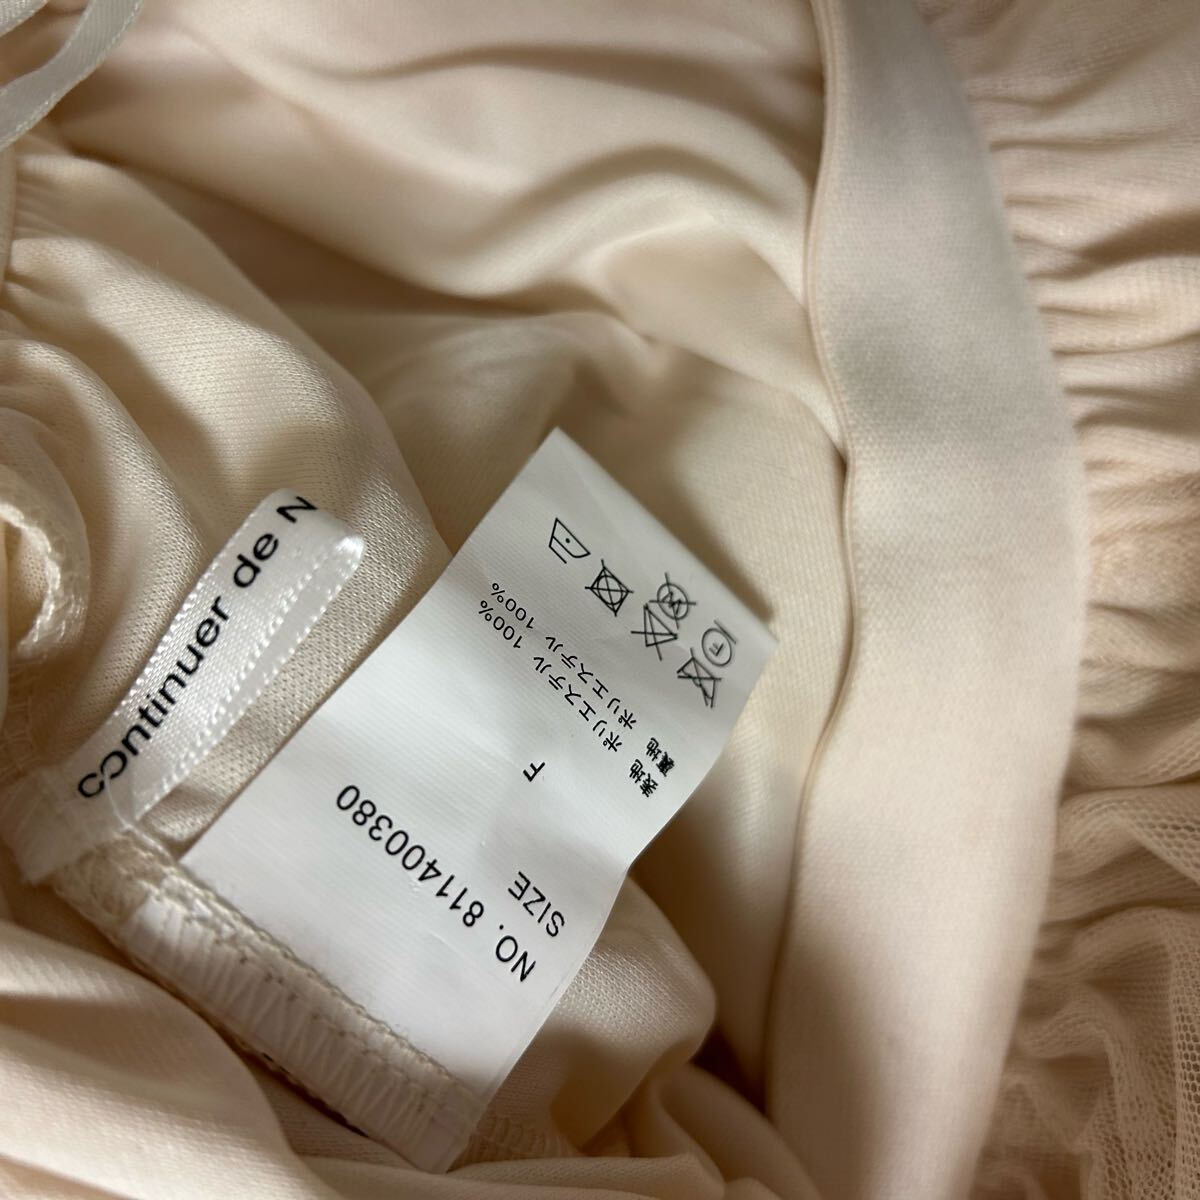 continuer de N
NO. 811400380
SIZE F
表地 ポリエステル 100%
裏地 ポリエステル 100%
F